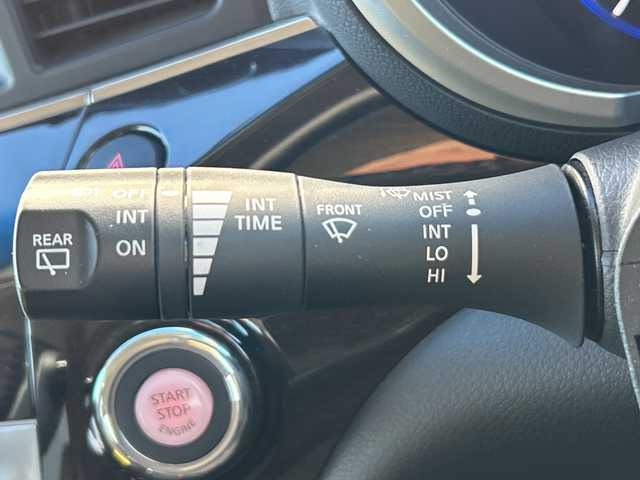 REAR
OFF
INT
ON
INT
TIME
FRONT
MIST
OFF
INT
LO
HI
START
STOP
ENGINE